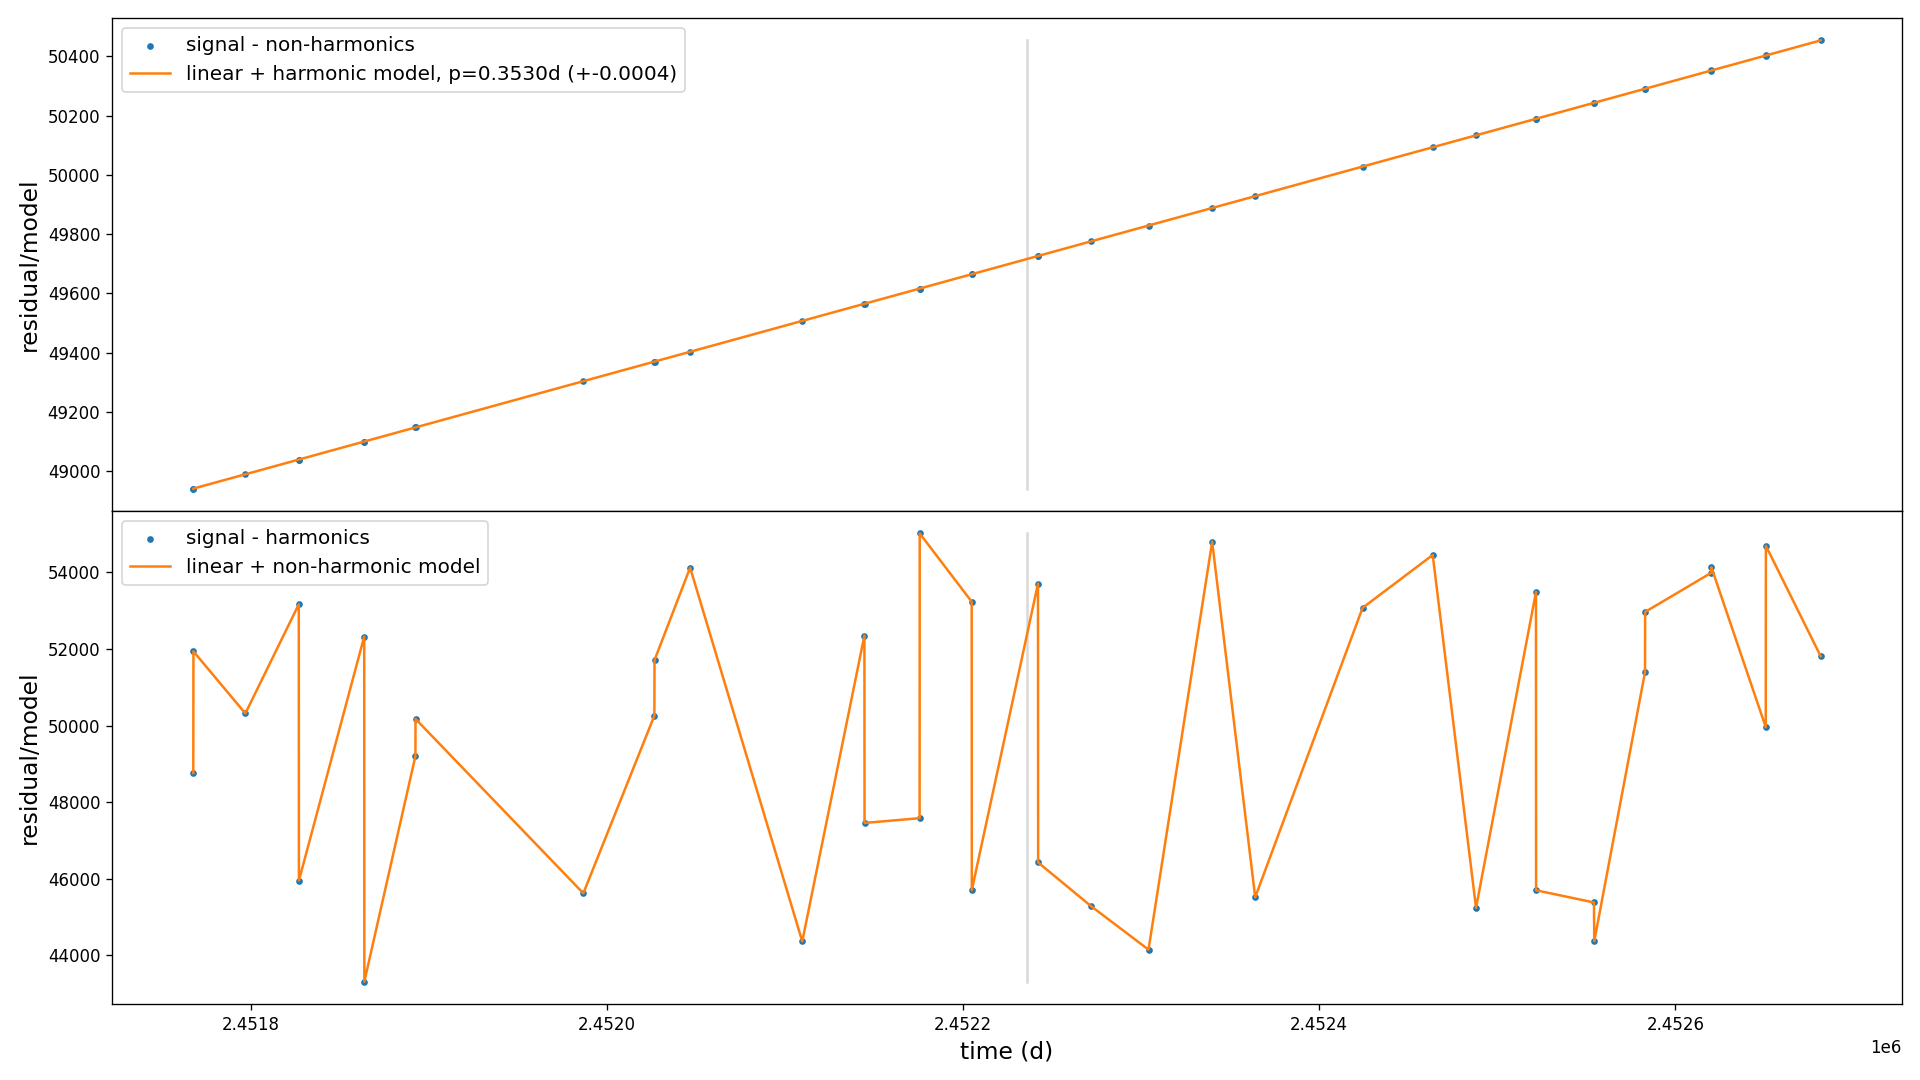 signal - non-harmonics
linear + harmonic model, p=0.3530d (+-0.0004)
residual/model
50400
50200
50000
49800
49600
49400
49200
49000
signal - harmonics
linear + non-harmonic model
residual/model
54000
52000
50000
48000
46000
44000
2.4518 2.4520 2.4522 2.4524 2.4526
time (d)
1e6